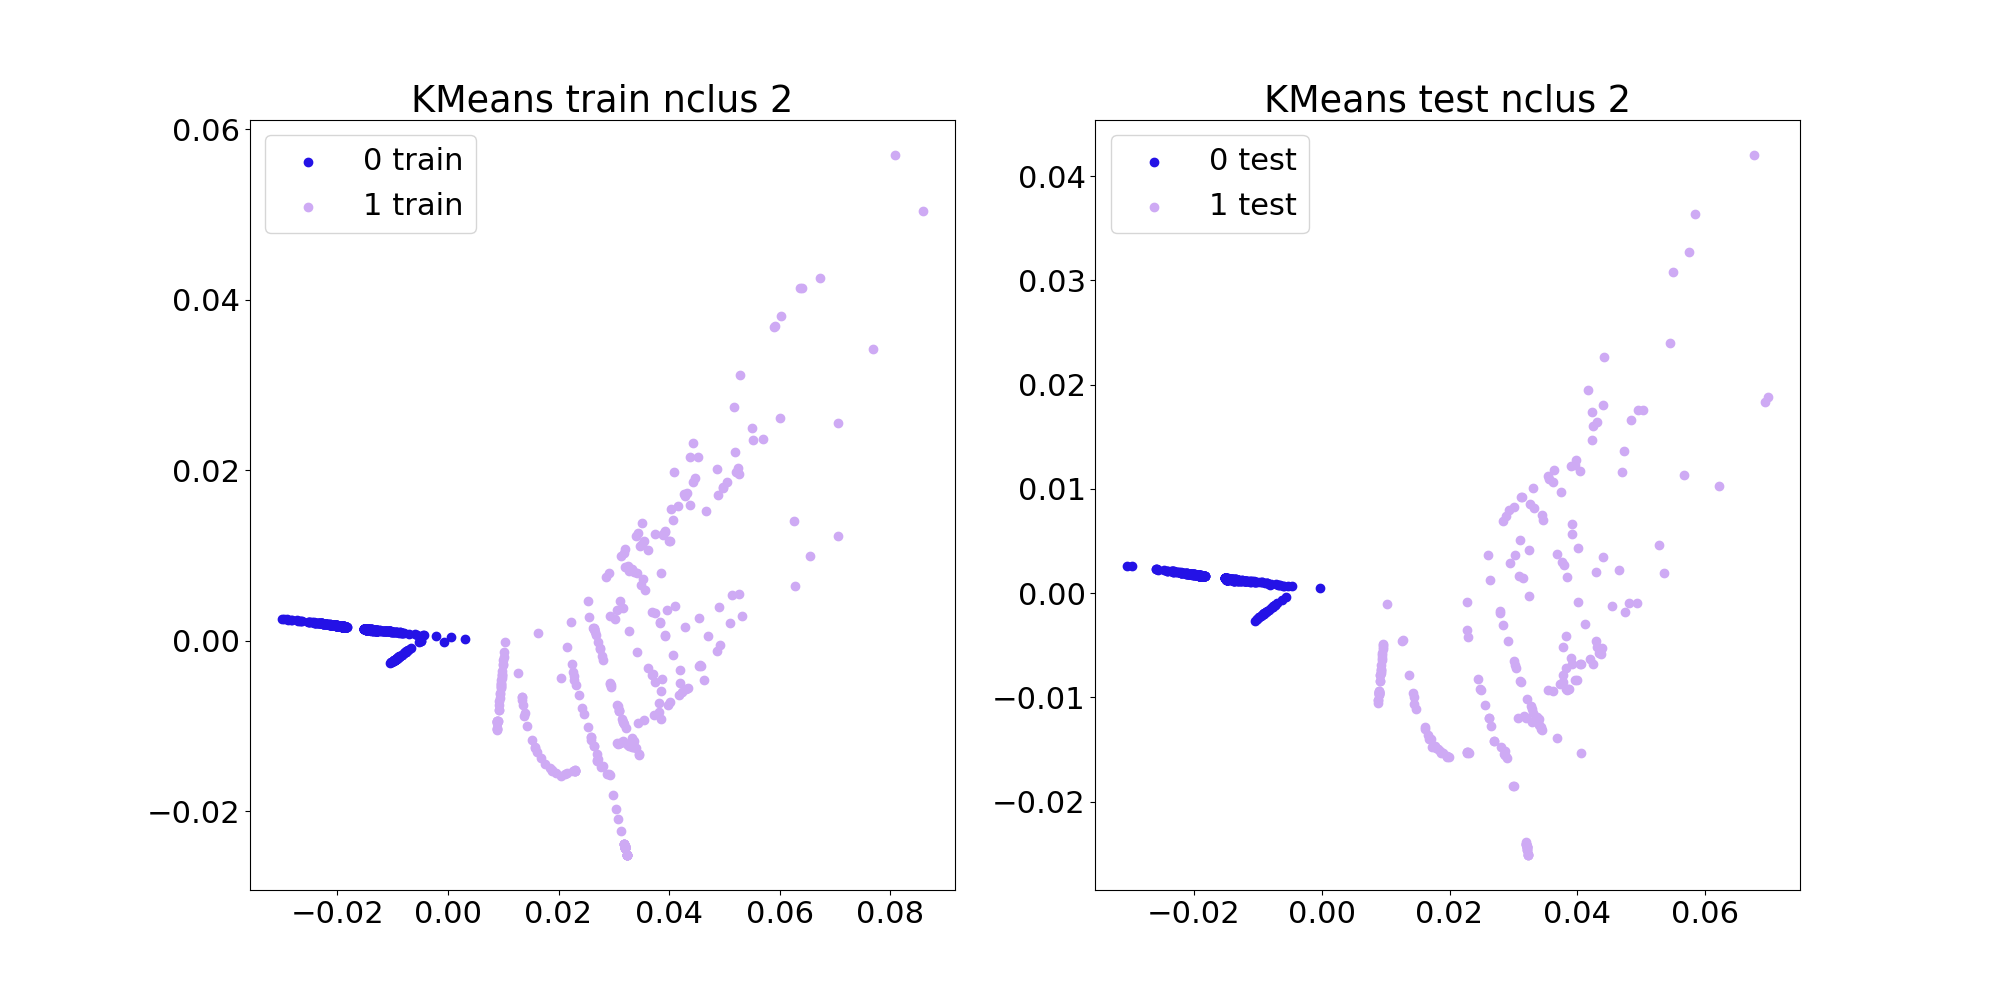 KMeans train nclus 2
0 train
1 train
0.06
0.04
0.02
0.00
−0.02
−0.02 0.00 0.02 0.04 0.06 0.08
KMeans test nclus 2
0 test
1 test
0.04
0.03
0.02
0.01
0.00
−0.01
−0.02
−0.02 0.00 0.02 0.04 0.06